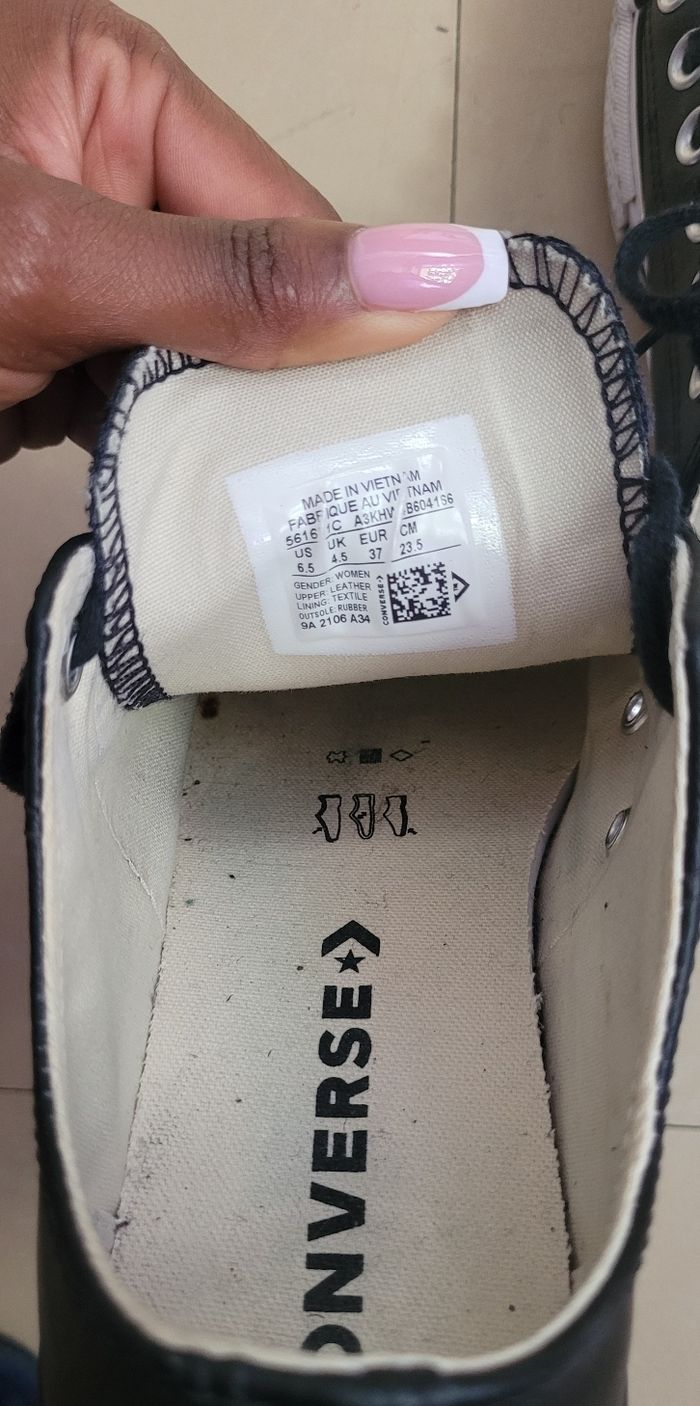 MADE IN VIETNAM
FABRIQUE AU VIETNAM
US UK EUR CM
6.5 4.5 37 23.5
GENDER: WOMEN
UPPER: LEATHER
LINING: TEXTILE
OUTSOLE: RUBBER
9A 2106 A34
CONVERSE
ONVERSE